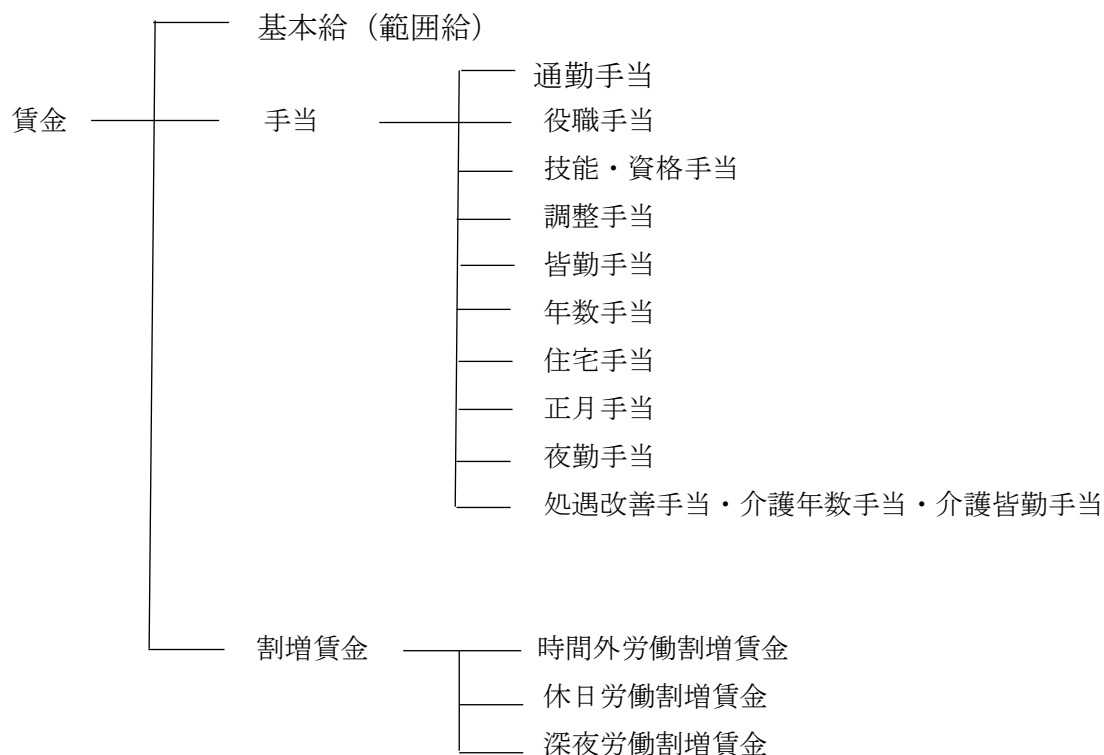 基本給（範囲給）
通勤手当
賃金 手当 役職手当
技能・資格手当
調整手当
皆勤手当
年数手当
住宅手当
正月手当
夜勤手当
処遇改善手当・介護年数手当・介護皆勤手当
割増賃金 時間外労働割増賃金
休日労働割増賃金
深夜労働割増賃金